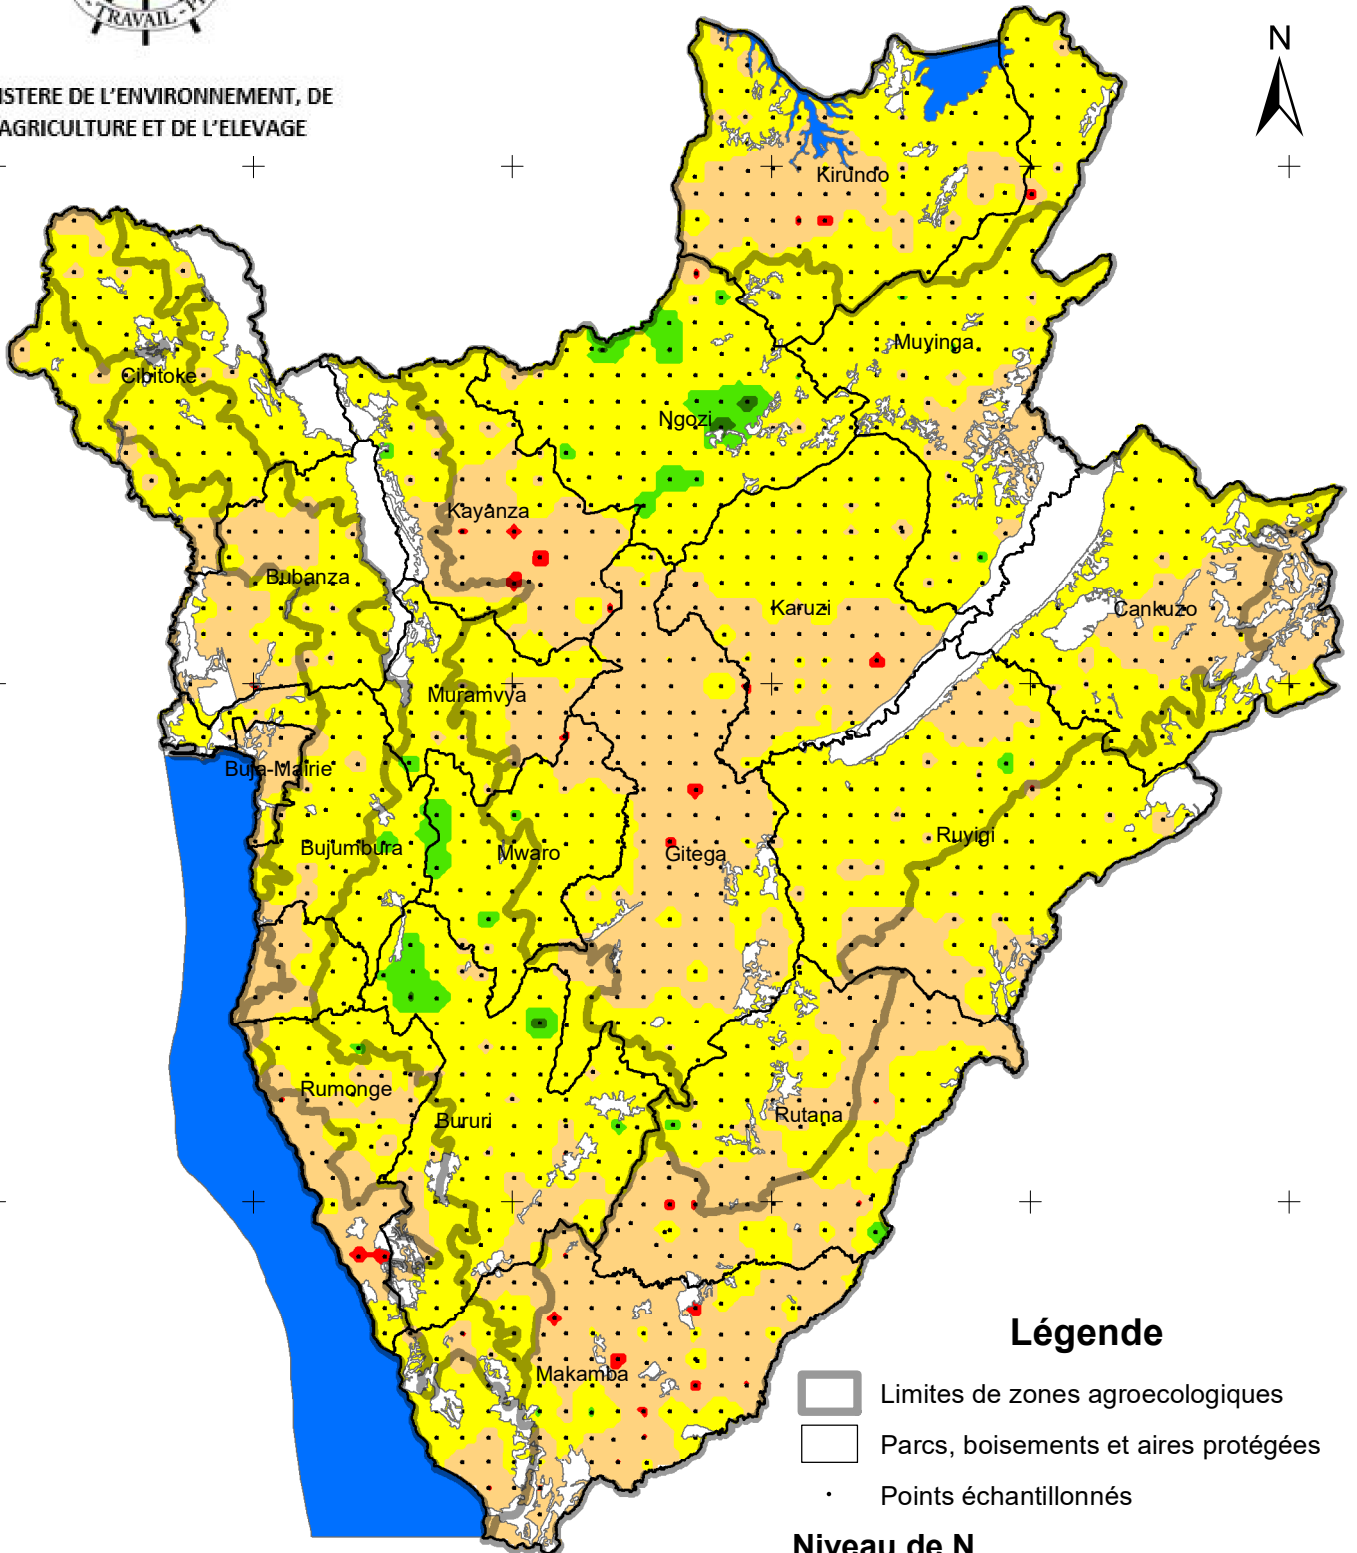 - TRAVAIL - P
ISTERE DE L'ENVIRONNEMENT, DE
AGRICULTURE ET DE L'ELEVAGE
N
Kirundo
Muyinga
Cibitoke
Ngozi
Kayanza
Bubanza
Karuzi
Cankuzo
Muramvya
Buja-Mairie
Bujumbura
Mwaro
Gitega
Ruyigi
Rumonge
Bururi
Rutana
Makamba
Légende
Limites de zones agroecologiques
Parcs, boisements et aires protégées
Points échantillonnés
Niveau de N